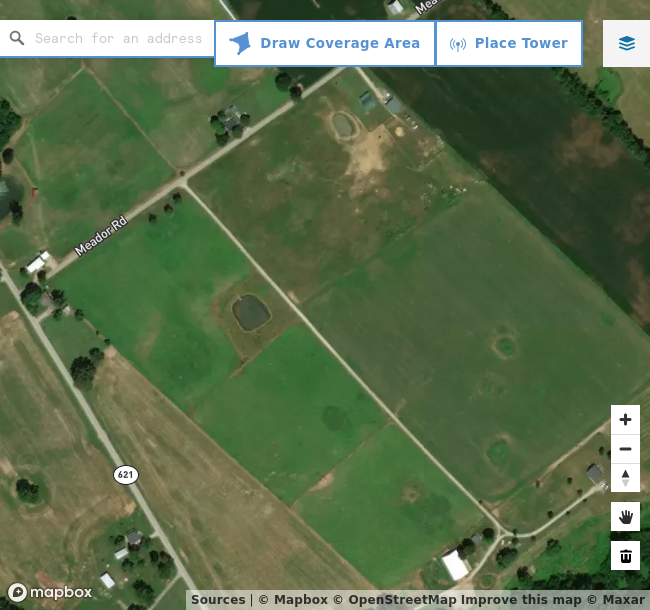 Mea
Search for an address
Draw Coverage Area
Place Tower
Meador Rd
621
mapbox
Sources | © Mapbox © OpenStreetMap Improve this map © Maxar